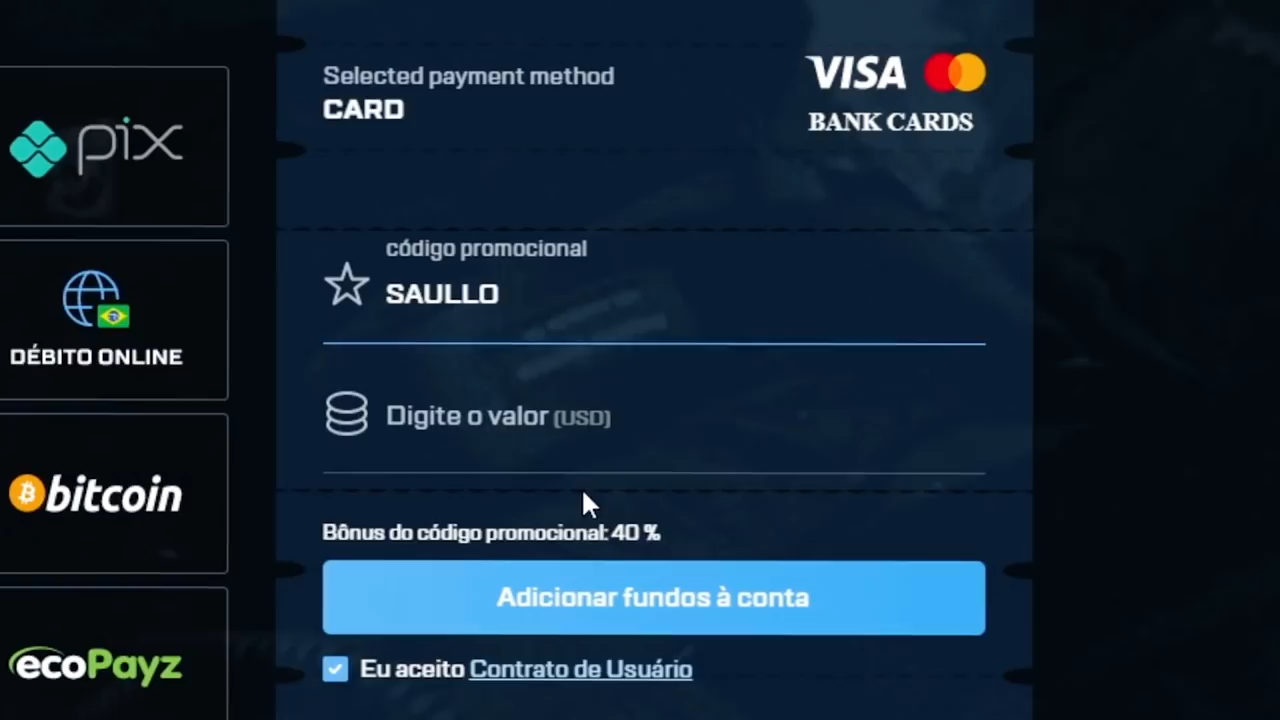 pix
DÉBITO ONLINE
bitcoin
ecoPayz
Selected payment method
CARD
VISA
BANK CARDS
código promocional
SAULLO
Digite o valor (USD)
Bônus do código promocional: 40 %
Adicionar fundos à conta
Eu aceito Contrato de Usuário